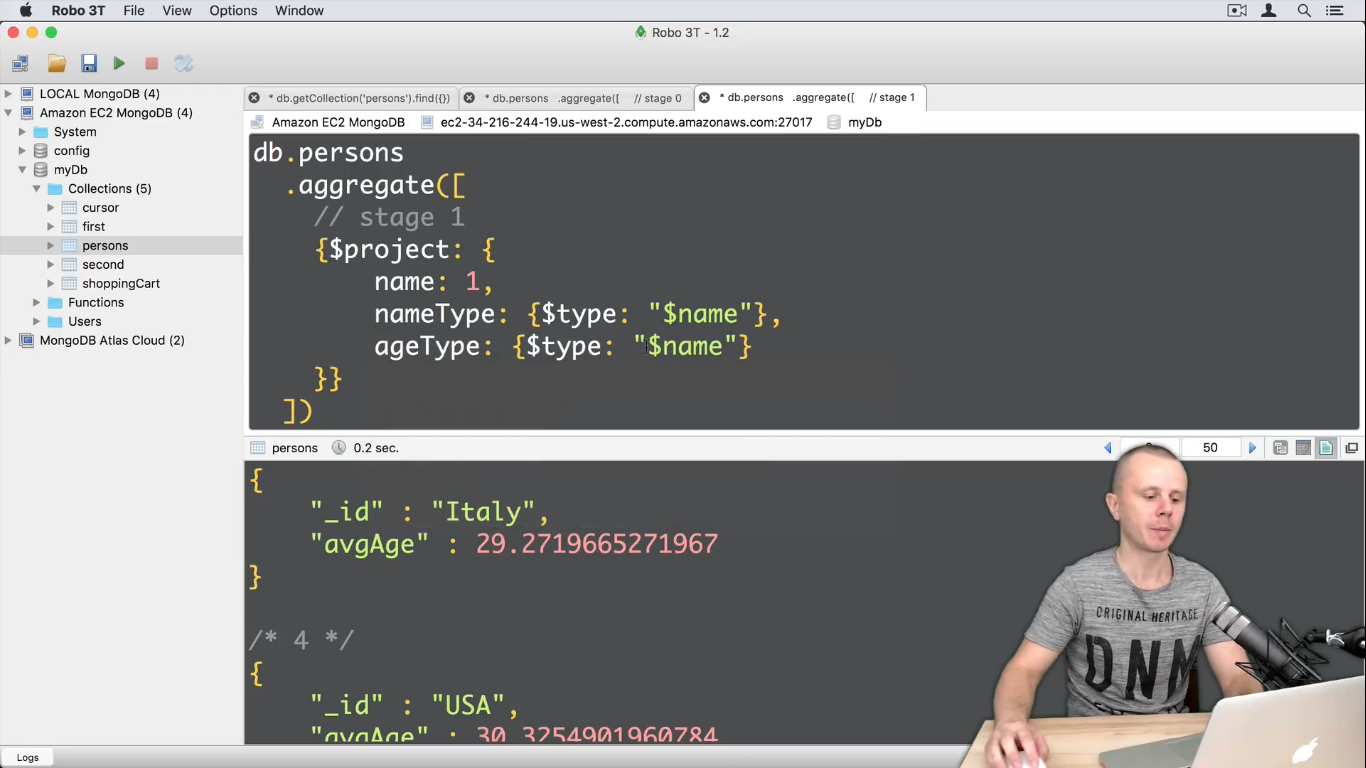 Robo 3T File View Options Window
Robo 3T - 1.2
LOCAL MongoDB (4)
Amazon EC2 MongoDB (4)
System
config
myDb
Collections (5)
cursor
first
persons
second
shoppingCart
Functions
Users
MongoDB Atlas Cloud (2)
* db.getCollection('persons').find({}) * db.persons .aggregate([ // stage 0 * db.persons .aggregate([ // stage 1
Amazon EC2 MongoDB ec2-34-216-244-19.us-west-2.compute.amazonaws.com:27017 myDb
db.persons
.aggregate([
// stage 1
{$project: {
name: 1,
nameType: {$type: "$name"},
ageType: {$type: "$name"}
}}
])
persons 0.2 sec. 50
{
"_id" : "Italy",
"avgAge" : 29.2719665271967
}
/* 4 */
{
"_id" : "USA",
"avgAge" : 30.3254901960784
ORIGINAL HERITAGE
DNM
Logs